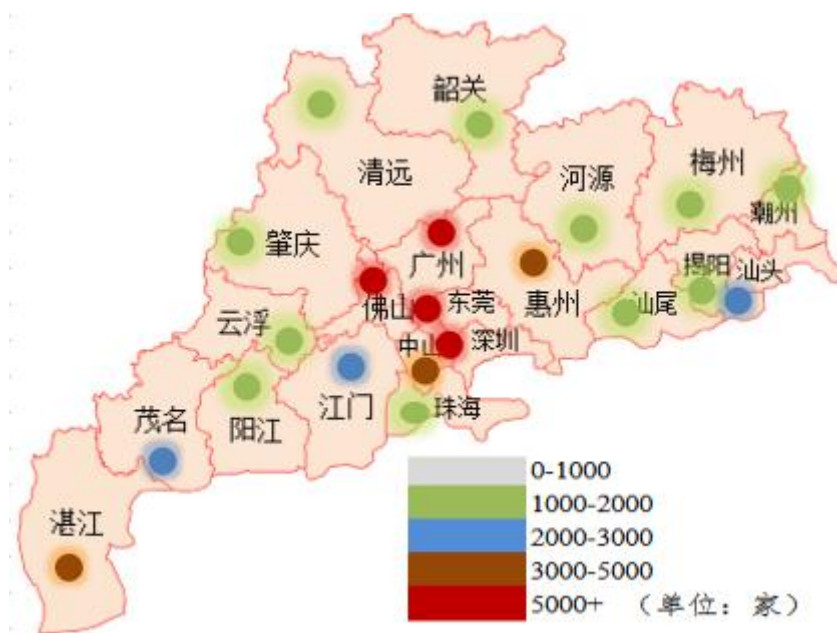 韶关
梅州
河源
清远
潮州
肇庆
广州
揭阳
汕头
佛山
东莞
惠州
汕尾
云浮
中山
深圳
茂名
阳江
江门
珠海
湛江
0-1000
1000-2000
2000-3000
3000-5000
5000+ （单位：家）